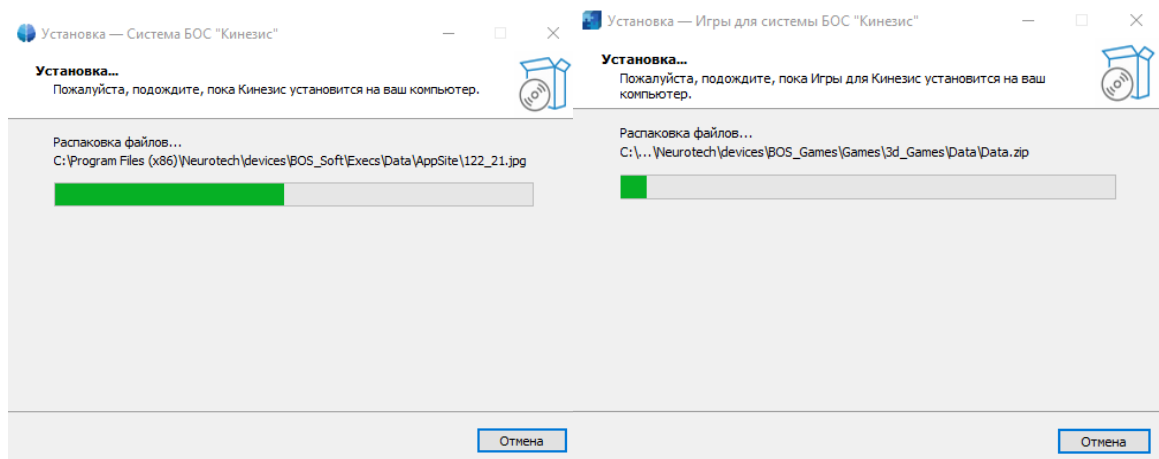 Установка — Система БОС "Кинезис"
Установка...
Пожалуйста, подождите, пока Кинезис установится на ваш компьютер.
Распаковка файлов...
C:\Program Files (x86)\Neurotech\devices\BOS_Soft\Execs\Data\AppSite\122_21.jpg
Отмена
Установка — Игры для системы БОС "Кинезис"
Установка...
Пожалуйста, подождите, пока Игры для Кинезис установится на ваш
компьютер.
Распаковка файлов...
C:\...\Neurotech\devices\BOS_Games\Games\3d_Games\Data\Data.zip
Отмена